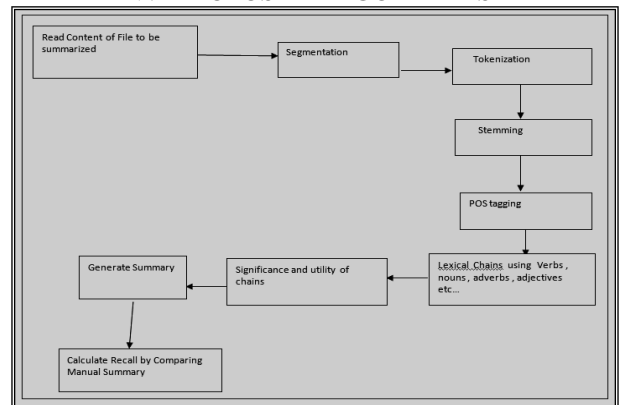 Read Content of File to be
summarized
Segmentation
Tokenization
Stemming
POS tagging
Lexical Chains using Verbs,
nouns, adverbs, adjectives
etc...
Significance and utility of
chains
Generate Summary
Calculate Recall by Comparing
Manual Summary